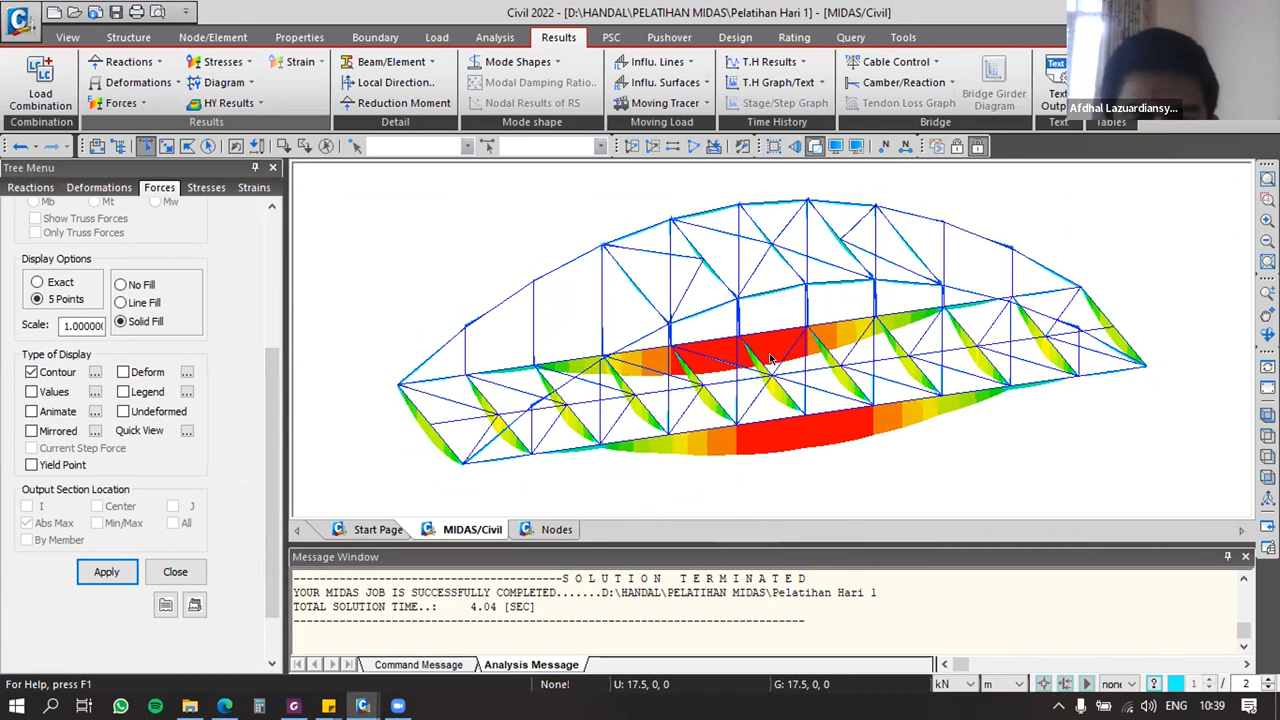 Civil 2022 - [D:\HANDAL\PELATIHAN MIDAS\Pelatihan Hari 1] - [MIDAS/Civil]
View Structure Node/Element Properties Boundary Load Analysis Results PSC Pushover Design Rating Query Tools
Load
Combination
Combination
Reactions
Deformations
Forces
Stresses
Diagram
HY Results
Strain
Results
Beam/Element
Local Direction..
Reduction Moment
Detail
Mode Shapes
Modal Damping Ratio..
Nodal Results of RS
Mode shape
Influ. Lines
Influ. Surfaces
Moving Tracer
Moving Load
T.H Results
T.H Graph/Text
Stage/Step Graph
Time History
Cable Control
Camber/Reaction
Tendon Loss Graph
Bridge Girder
Diagram
Bridge
Text
Text
Tables
Afdhal Lazuardiansy...
Tree Menu
Reactions Deformations Forces Stresses Strains
Mb Mt Mw
Show Truss Forces
Only Truss Forces
Display Options
Exact
5 Points
No Fill
Line Fill
Solid Fill
Scale: 1.00000
Type of Display
Contour ... Deform ...
Values ... Legend ...
Animate ... Undeformed
Mirrored ... Quick View ...
Current Step Force
Yield Point
Output Section Location
I Center J
Abs Max Min/Max All
By Member
Apply Close
Start Page MIDAS/Civil Nodes
Message Window
------------------------------------S O L U T I O N   T E R M I N A T E D
YOUR MIDAS JOB IS SUCCESSFULLY COMPLETED.......D:\HANDAL\PELATIHAN MIDAS\Pelatihan Hari 1
TOTAL SOLUTION TIME..: 4.04 [SEC]
Command Message Analysis Message
For Help, press F1 None! U: 17.5, 0, 0 G: 17.5, 0, 0 kN m none 1 / 2
ENG 10:39